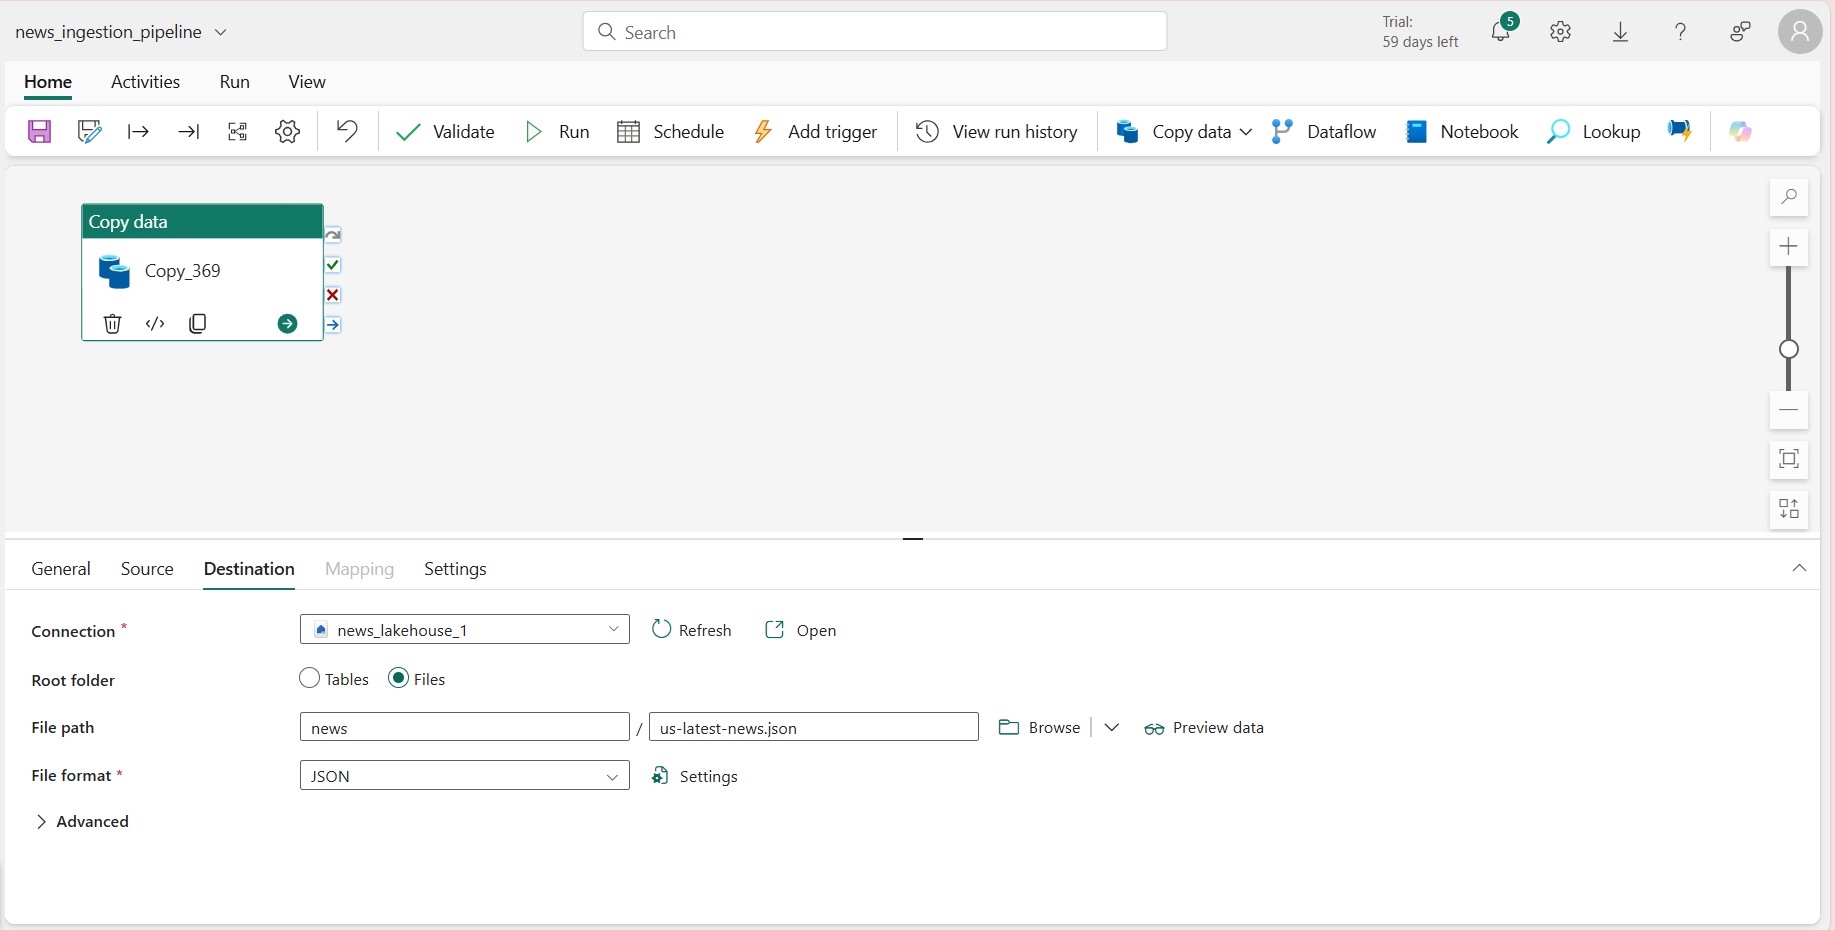 news_ingestion_pipeline
Search
Trial:
59 days left
5
Home Activities Run View
Validate Run Schedule Add trigger View run history Copy data Dataflow Notebook Lookup
Copy data
Copy_369
General Source Destination Mapping Settings
Connection * news_lakehouse_1 Refresh Open
Root folder Tables Files
File path news / us-latest-news.json Browse Preview data
File format * JSON Settings
Advanced